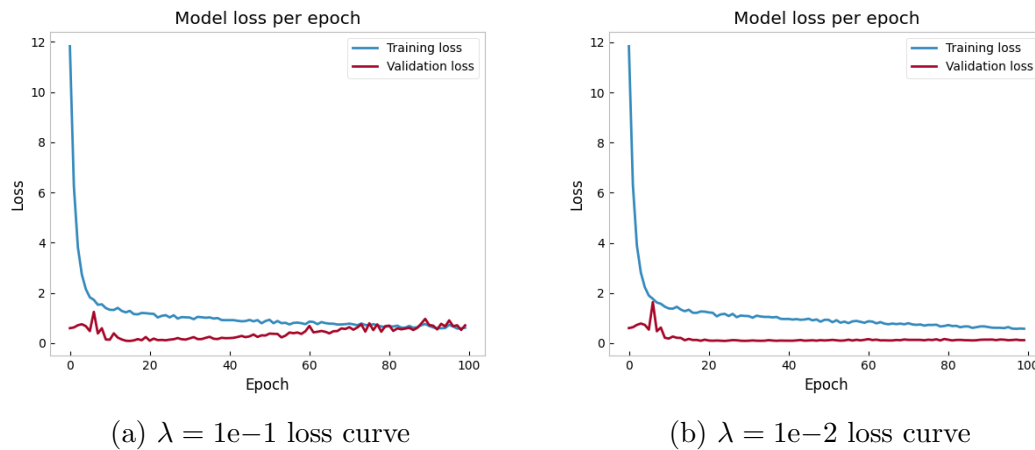 Model loss per epoch
12
10
8
6
4
2
0
Loss
Training loss
Validation loss
0 20 40 60 80 100
Epoch
(a) λ = 1e−1 loss curve
Model loss per epoch
12
10
8
6
4
2
0
Loss
Training loss
Validation loss
0 20 40 60 80 100
Epoch
(b) λ = 1e−2 loss curve